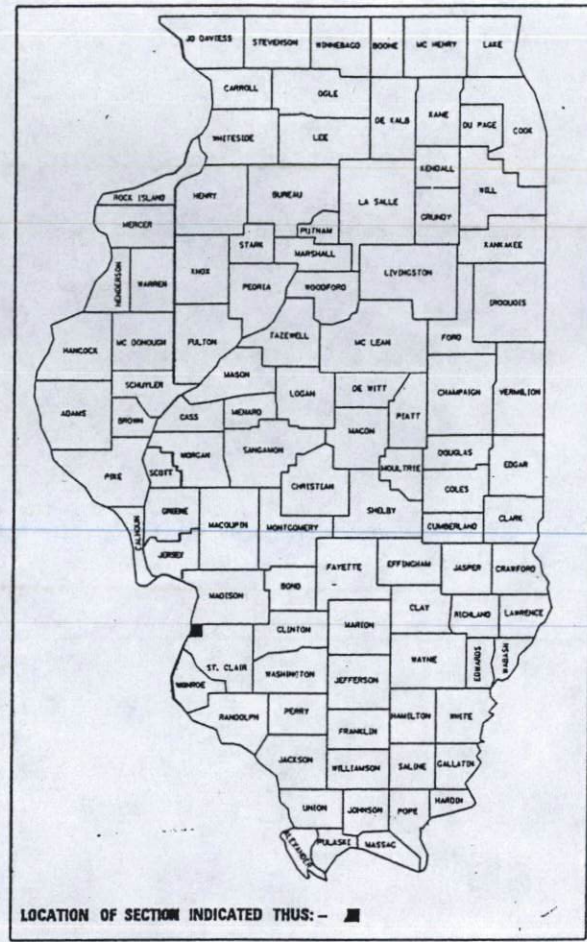 JO DAVIESS STEVENSON WINNEBAGO BOONE MC HENRY LAKE
CARROLL OGLE DE KALB KANE DU PAGE COOK
WHITESIDE LEE KENDALL
ROCK ISLAND HENRY BUREAU LA SALLE GRUNDY WILL
MERCER STARK PUTNAM KANKAKEE
HENDERSON WARREN KNOX MARSHALL LIVINGSTON
PEORIA WOODFORD IROQUOIS
HANCOCK MC DONOUGH FULTON TAZEWELL MC LEAN FORD
SCHUYLER MASON DE WITT CHAMPAIGN VERMILION
ADAMS BROWN CASS MENARD LOGAN PIATT
MACON
PIKE SCOTT MORGAN SANGAMON MOULTRIE DOUGLAS EDGAR
CHRISTIAN COLES
CALHOUN GREENE MACOUPIN MONTGOMERY SHELBY CUMBERLAND CLARK
JERSEY FAYETTE EFFINGHAM JASPER CRAWFORD
MADISON BOND CLAY RICHLAND LAWRENCE
CLINTON MARION WAYNE EDWARDS WABASH
ST. CLAIR WASHINGTON JEFFERSON
MONROE
RANDOLPH PERRY HAMILTON WHITE
FRANKLIN
JACKSON WILLIAMSON SALINE GALLATIN
UNION JOHNSON POPE HARDIN
ALEXANDER PULASKI MASSAC
LOCATION OF SECTION INDICATED THUS: -